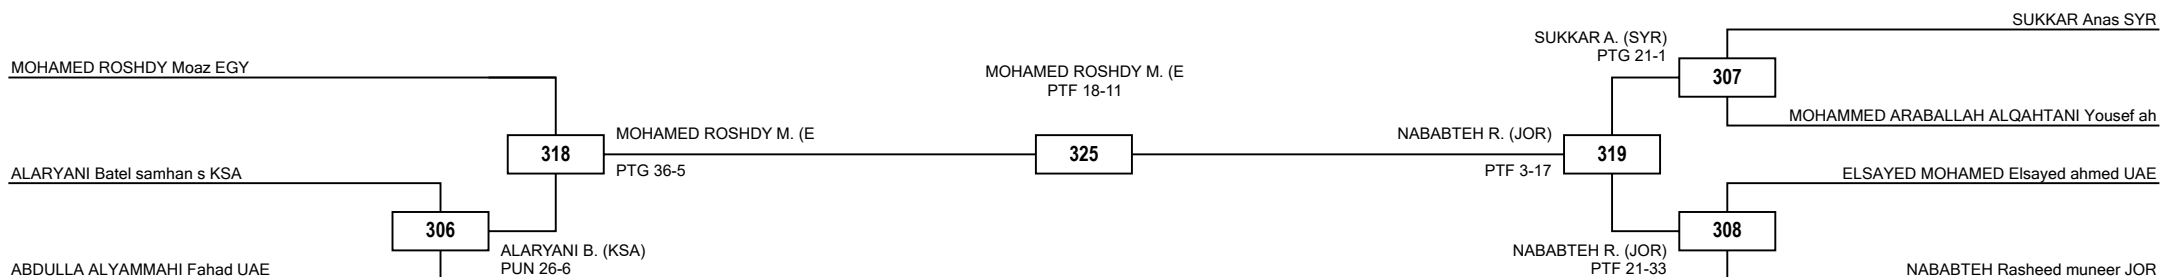 SUKKAR Anas SYR
SUKKAR A. (SYR)
PTG 21-1
MOHAMED ROSHDY Moaz EGY
MOHAMED ROSHDY M. (E
PTF 18-11
307
MOHAMMED ARABALLAH ALQAHTANI Yousef ah
MOHAMED ROSHDY M. (E
NABABTEH R. (JOR)
318
325
319
PTG 36-5
PTF 3-17
ALARYANI Batel samhan s KSA
ELSAYED MOHAMED Elsayed ahmed UAE
306
308
ALARYANI B. (KSA)
PUN 26-6
NABABTEH R. (JOR)
PTF 21-33
ABDULLA ALYAMMAHI Fahad UAE
NABABTEH Rasheed muneer JOR